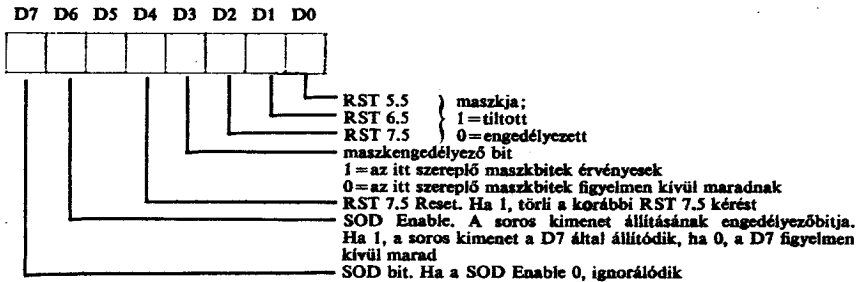 D7 D6 D5 D4 D3 D2 D1 D0
RST 5.5 } maszkja;
RST 6.5 } 1=tiltott
RST 7.5 } 0=engedélyezett
maszkengedélyező bit
1=az itt szereplő maszkbitek érvényesek
0=az itt szereplő maszkbitek figyelmen kívül maradnak
RST 7.5 Reset. Ha 1, törli a korábbi RST 7.5 kérést
SOD Enable. A soros kimenet állításának engedélyezőbitja.
Ha 1, a soros kimenet a D7 által állítódik, ha 0, a D7 figyelmen
kívül marad
SOD bit. Ha a SOD Enable 0, ignorálódik